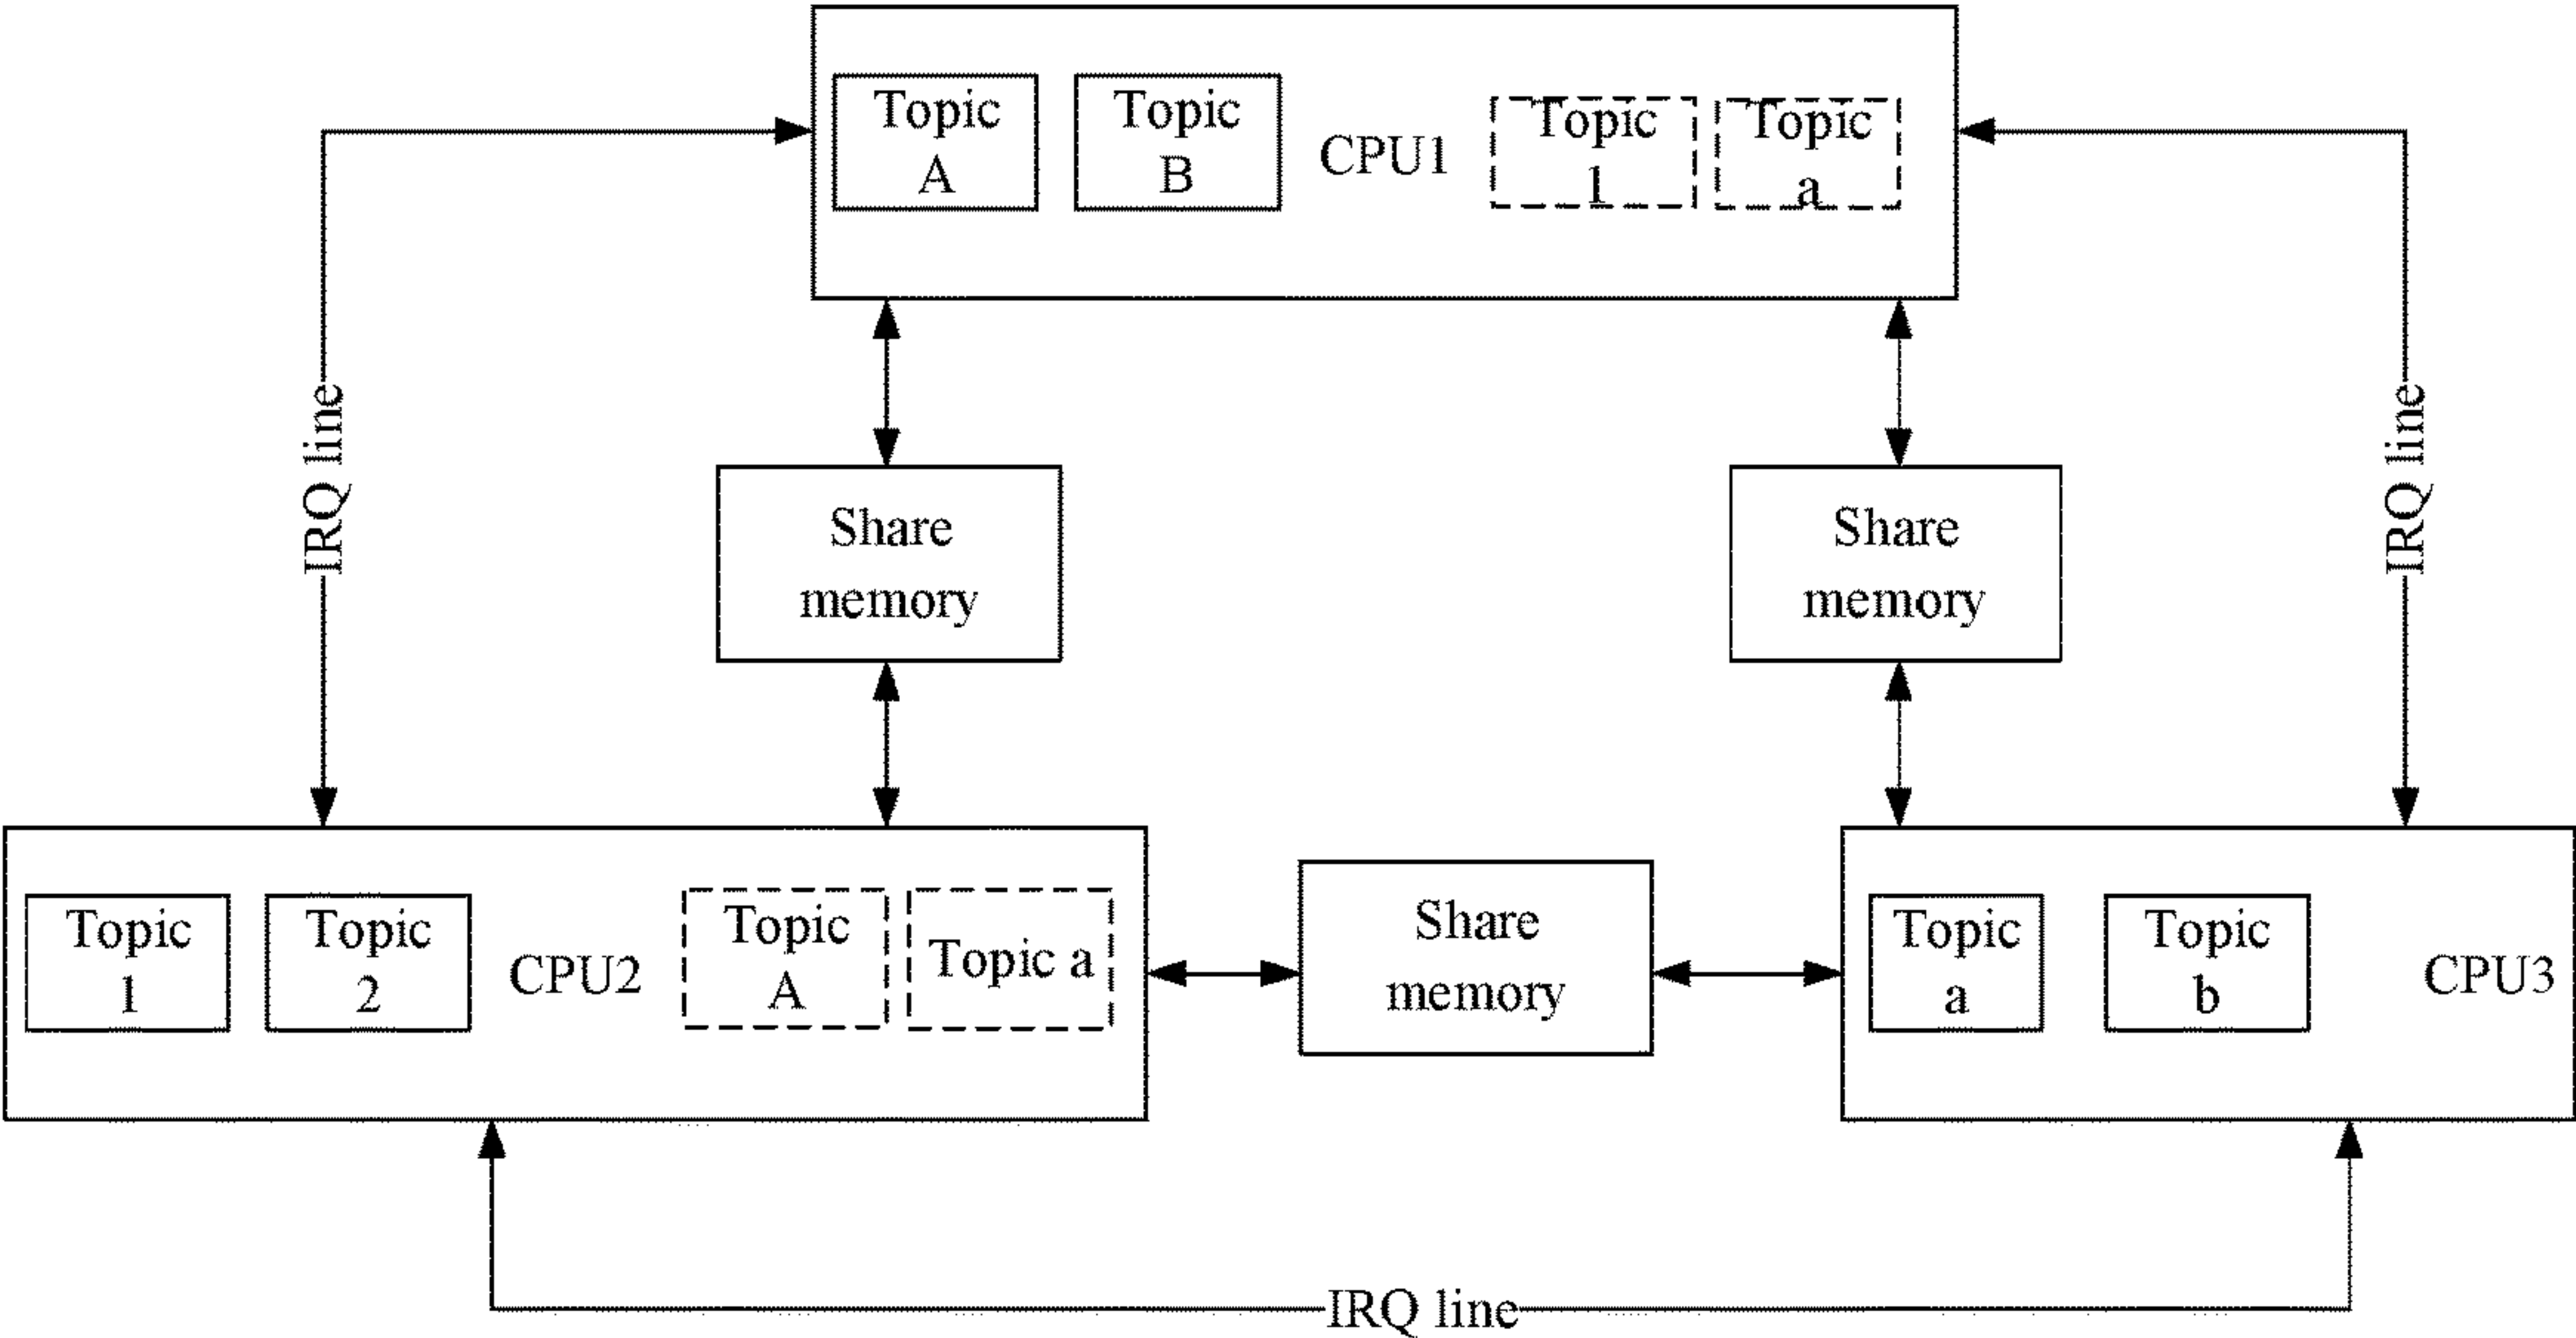 Topic
A
Topic
B
CPU1
Topic
1
Topic
a
IRQ line
Share
memory
Share
memory
IRQ line
Topic
1
Topic
2
CPU2
Topic
A
Topic a
Share
memory
Topic
a
Topic
b
CPU3
IRQ line